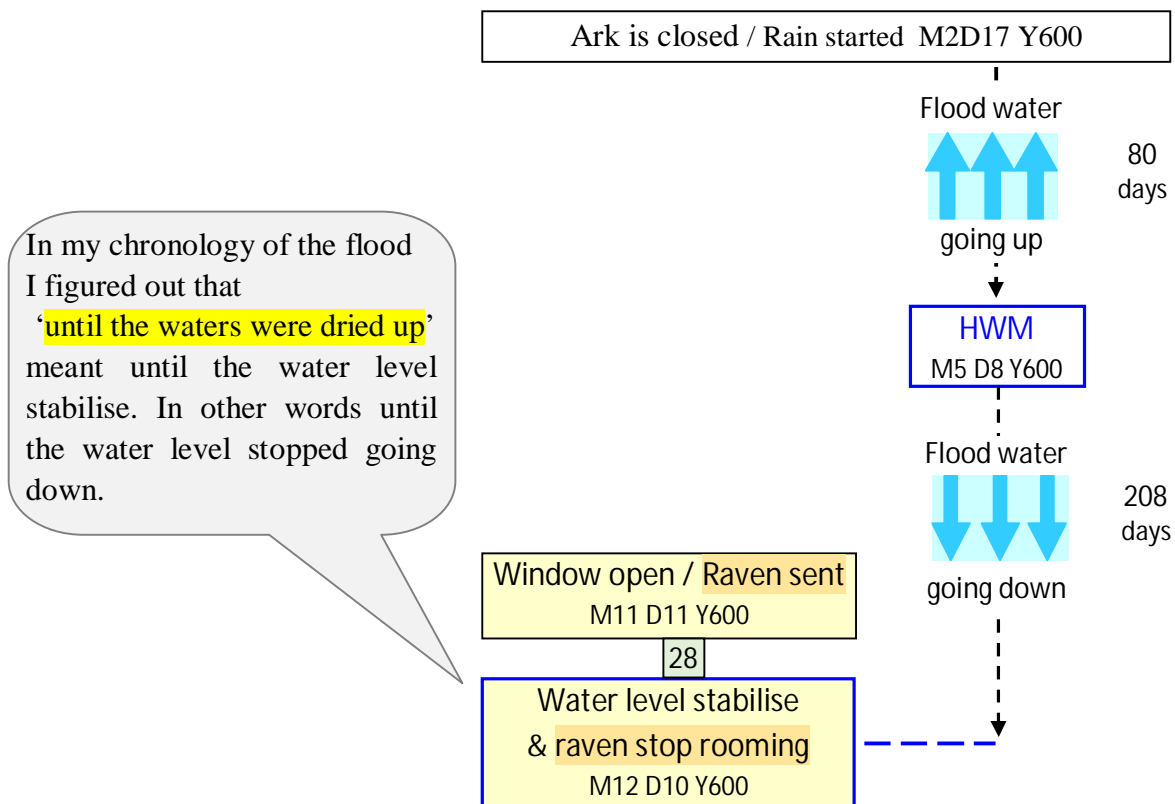 Ark is closed / Rain started M2D17 Y600
Flood water
80
days
going up
In my chronology of the flood
I figured out that
‘until the waters were dried up’
meant until the water level
stabilise. In other words until
the water level stopped going
down.
HWM
M5 D8 Y600
Flood water
208
days
going down
Window open / Raven sent
M11 D11 Y600
28
Water level stabilise
& raven stop rooming
M12 D10 Y600